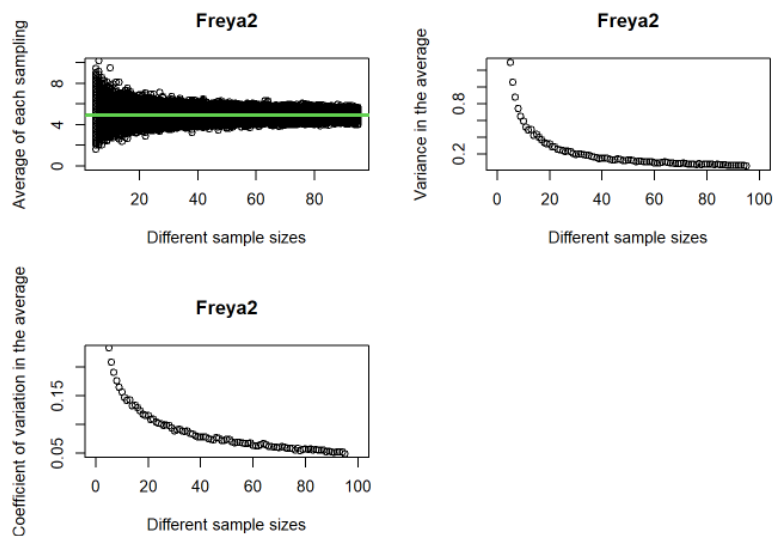 Freya2
Average of each sampling
0 4 8
20 40 60 80
Different sample sizes
Freya2
Variance in the average
0.2 0.8
0 20 40 60 80 100
Different sample sizes
Freya2
Coefficient of variation in the average
0.05 0.15
0 20 40 60 80 100
Different sample sizes